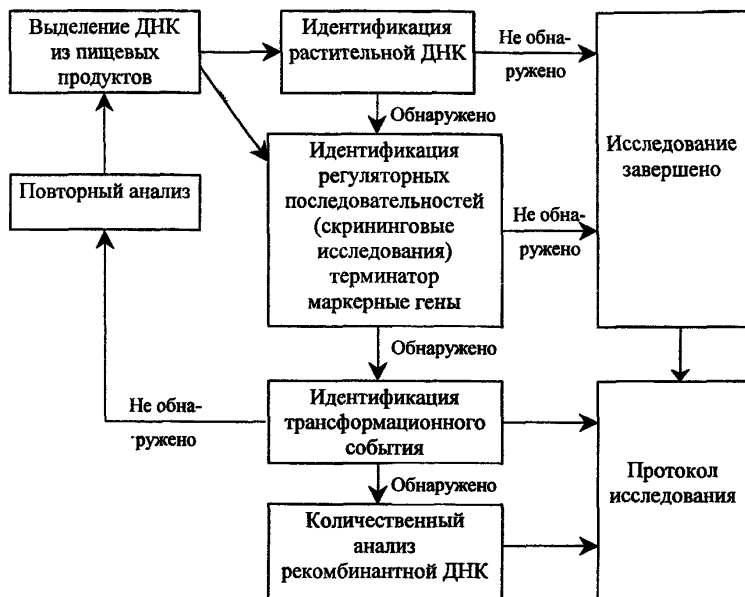 Выделение ДНК
из пищевых
продуктов
Идентификация
растительной ДНК
Не обна-
ружено
Обнаружено
Исследование
завершено
Идентификация
регуляторных
последовательностей
(скрининговые
исследования)
терминатор
маркерные гены
Не обна-
ружено
Повторный анализ
Обнаружено
Не обна-
ружено
Идентификация
трансформационного
события
Обнаружено
Протокол
исследования
Количественный
анализ
рекомбинантной ДНК